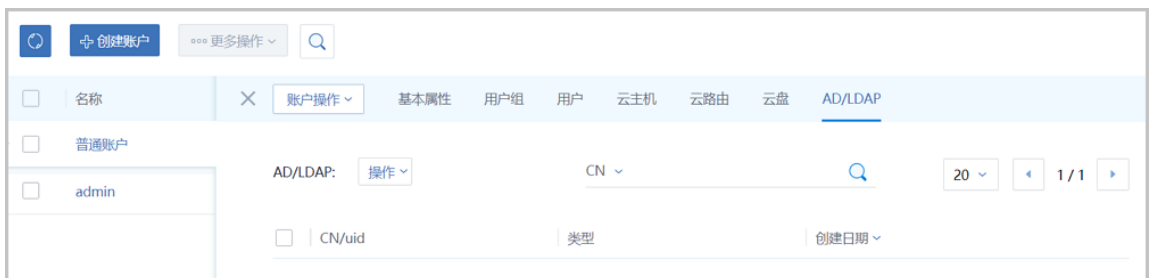 创建账户 更多操作
名称 账户操作 基本属性 用户组 用户 云主机 云路由 云盘 AD/LDAP
普通账户
AD/LDAP: 操作 CN 20 1 / 1
admin
CN/uid 类型 创建日期